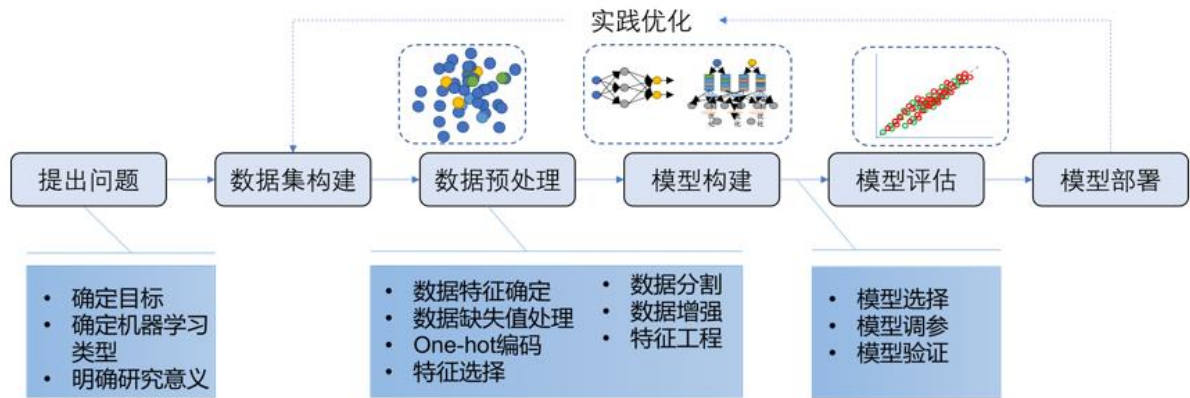 实践优化
提出问题
数据集构建
数据预处理
模型构建
模型评估
模型部署
• 确定目标
• 确定机器学习
类型
• 明确研究意义
• 数据特征确定
• 数据缺失值处理
• One-hot编码
• 特征选择
• 数据分割
• 数据增强
• 特征工程
• 模型选择
• 模型调参
• 模型验证